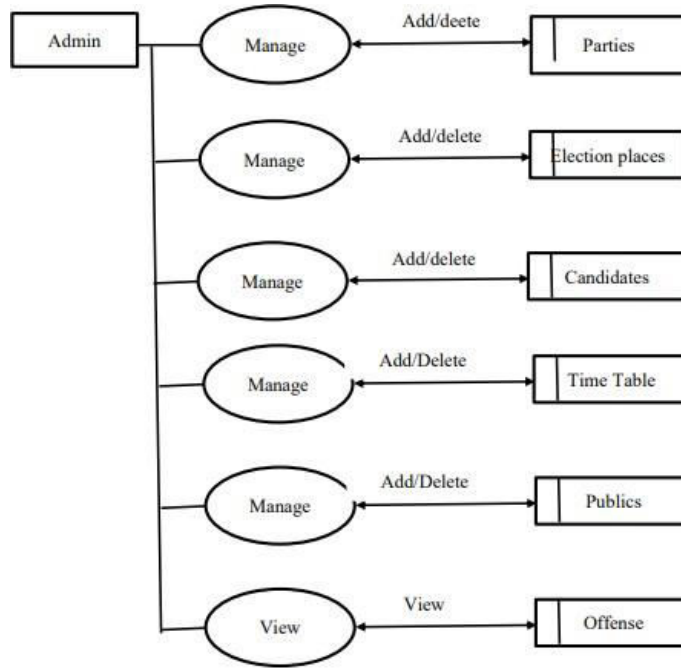 Admin
Manage
Add/deete
Parties
Manage
Add/delete
Election places
Manage
Add/delete
Candidates
Manage
Add/Delete
Time Table
Manage
Add/Delete
Publics
View
View
Offense